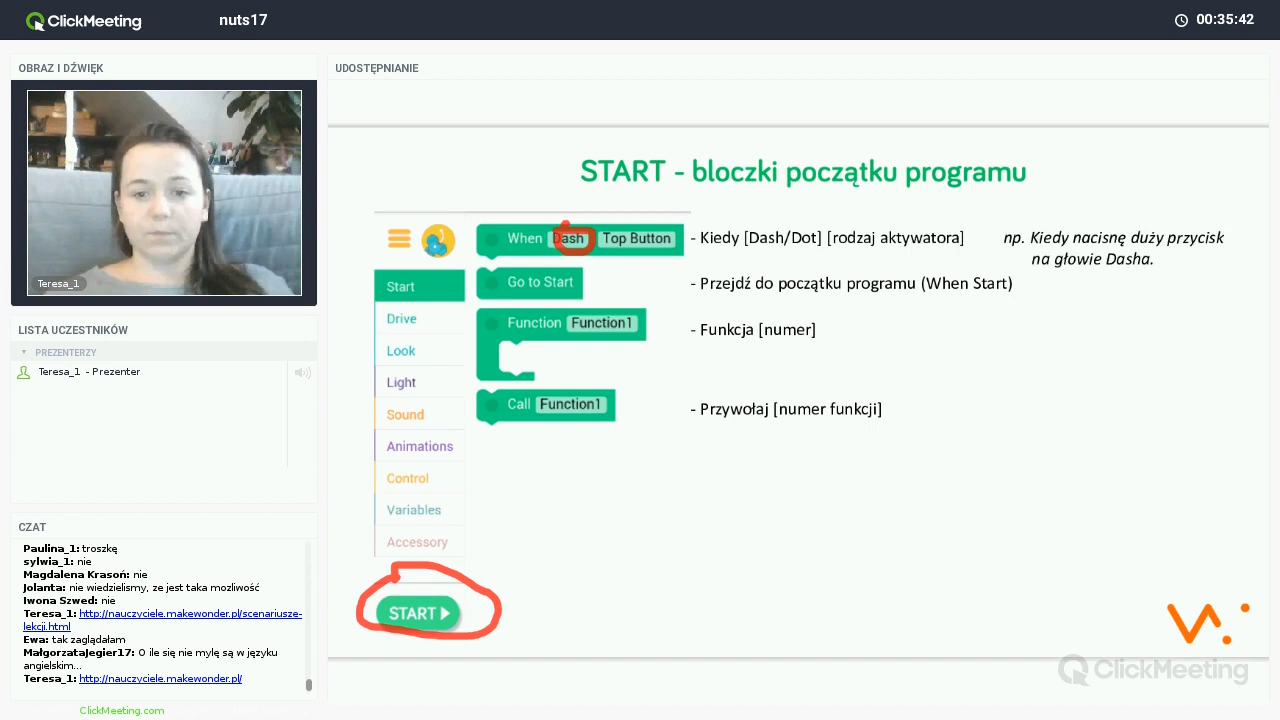 ClickMeeting
nuts17
00:35:42
OBRAZ I DŹWIĘK
Teresa_1
LISTA UCZESTNIKÓW
PREZENTERZY
Teresa_1 - Prezenter
CZAT
Paulina_1: troszkę
sylwia_1: nie
Magdalena Krasoń: nie
Jolanta: nie wiedzielismy, ze jest taka mozliwość
Iwona Szwed: nie
Teresa_1: http://nauczyciele.makewonder.pl/scenariusze-
lekcji.html
Ewa: tak zaglądałam
MałgorzataJegier17: O ile się nie mylę są w języku
angielskim...
Teresa_1: http://nauczyciele.makewonder.pl/
ClickMeeting.com
UDOSTĘPNIANIE
START - bloczki początku programu
When Dash Top Button
- Kiedy [Dash/Dot] [rodzaj aktywatora]
np. Kiedy nacisnę duży przycisk
na głowie Dasha.
Start
Go to Start
- Przejdź do początku programu (When Start)
Drive
Function Function1
- Funkcja [numer]
Look
Light
Call Function1
- Przywołaj [numer funkcji]
Sound
Animations
Control
Variables
Accessory
START
ClickMeeting